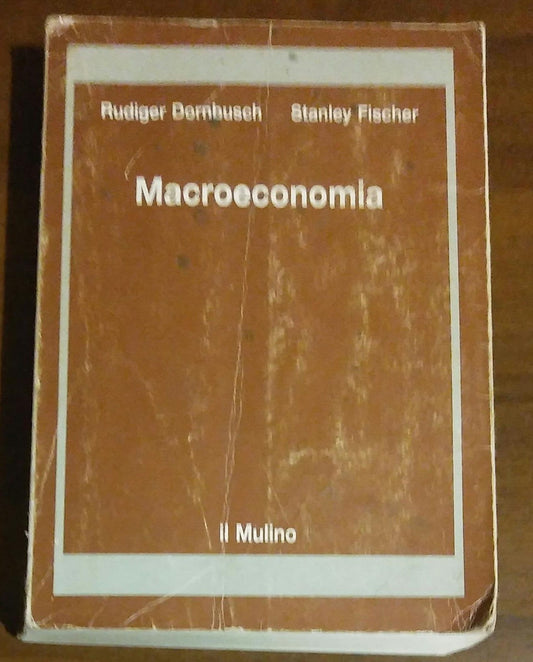 Rudiger Dornbusch Stanley Fischer
Macroeconomia
il Mulino